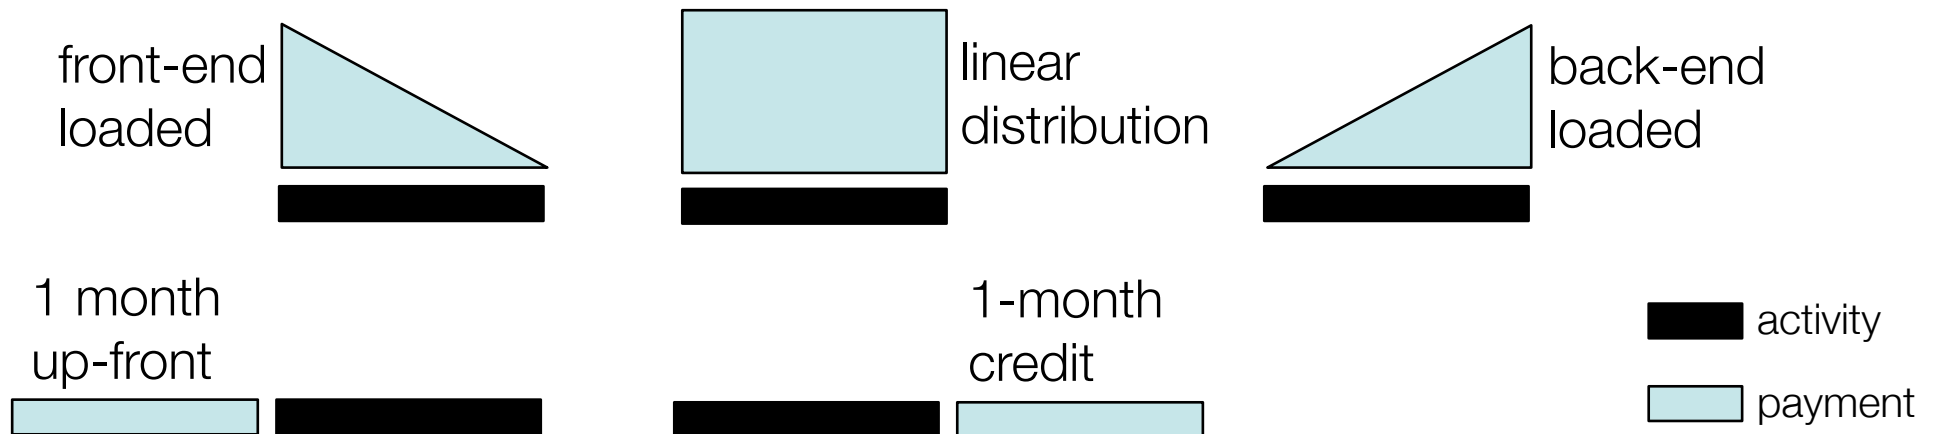 front-end
loaded
linear
distribution
back-end
loaded
1 month
up-front
1-month
credit
activity
payment